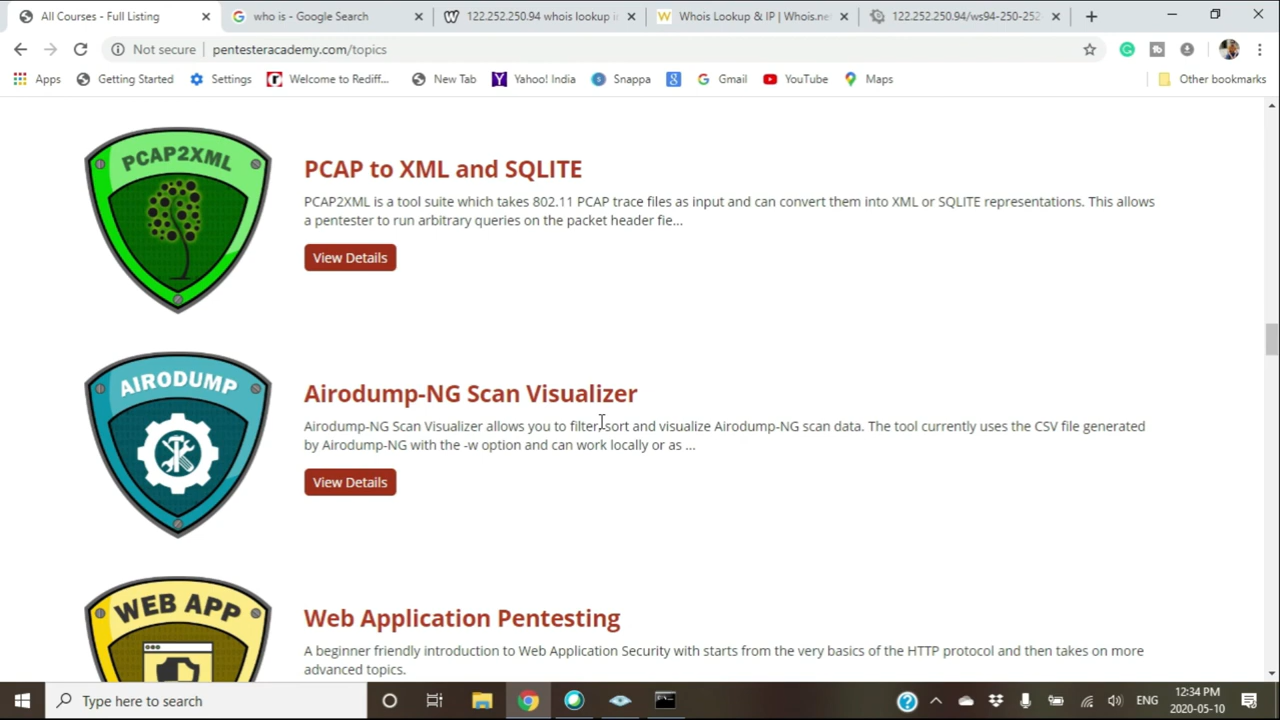 All Courses - Full Listing
who is - Google Search
122.252.250.94 whois lookup i
Whois Lookup & IP | Whois.ne
122.252.250.94/ws94-250-252
Not secure
pentesteracademy.com/topics
Apps
Getting Started
Settings
Welcome to Rediff...
New Tab
Yahoo! India
Snappa
Gmail
YouTube
Maps
Other bookmarks
PCAP2XML
PCAP to XML and SQLITE
PCAP2XML is a tool suite which takes 802.11 PCAP trace files as input and can convert them into XML or SQLITE representations. This allows
a pentester to run arbitrary queries on the packet header fie...
View Details
AIRODUMP
Airodump-NG Scan Visualizer
Airodump-NG Scan Visualizer allows you to filter, sort and visualize Airodump-NG scan data. The tool currently uses the CSV file generated
by Airodump-NG with the -w option and can work locally or as ...
View Details
WEB APP
Web Application Pentesting
A beginner friendly introduction to Web Application Security with starts from the very basics of the HTTP protocol and then takes on more
advanced topics.
Type here to search
ENG
12:34 PM
2020-05-10